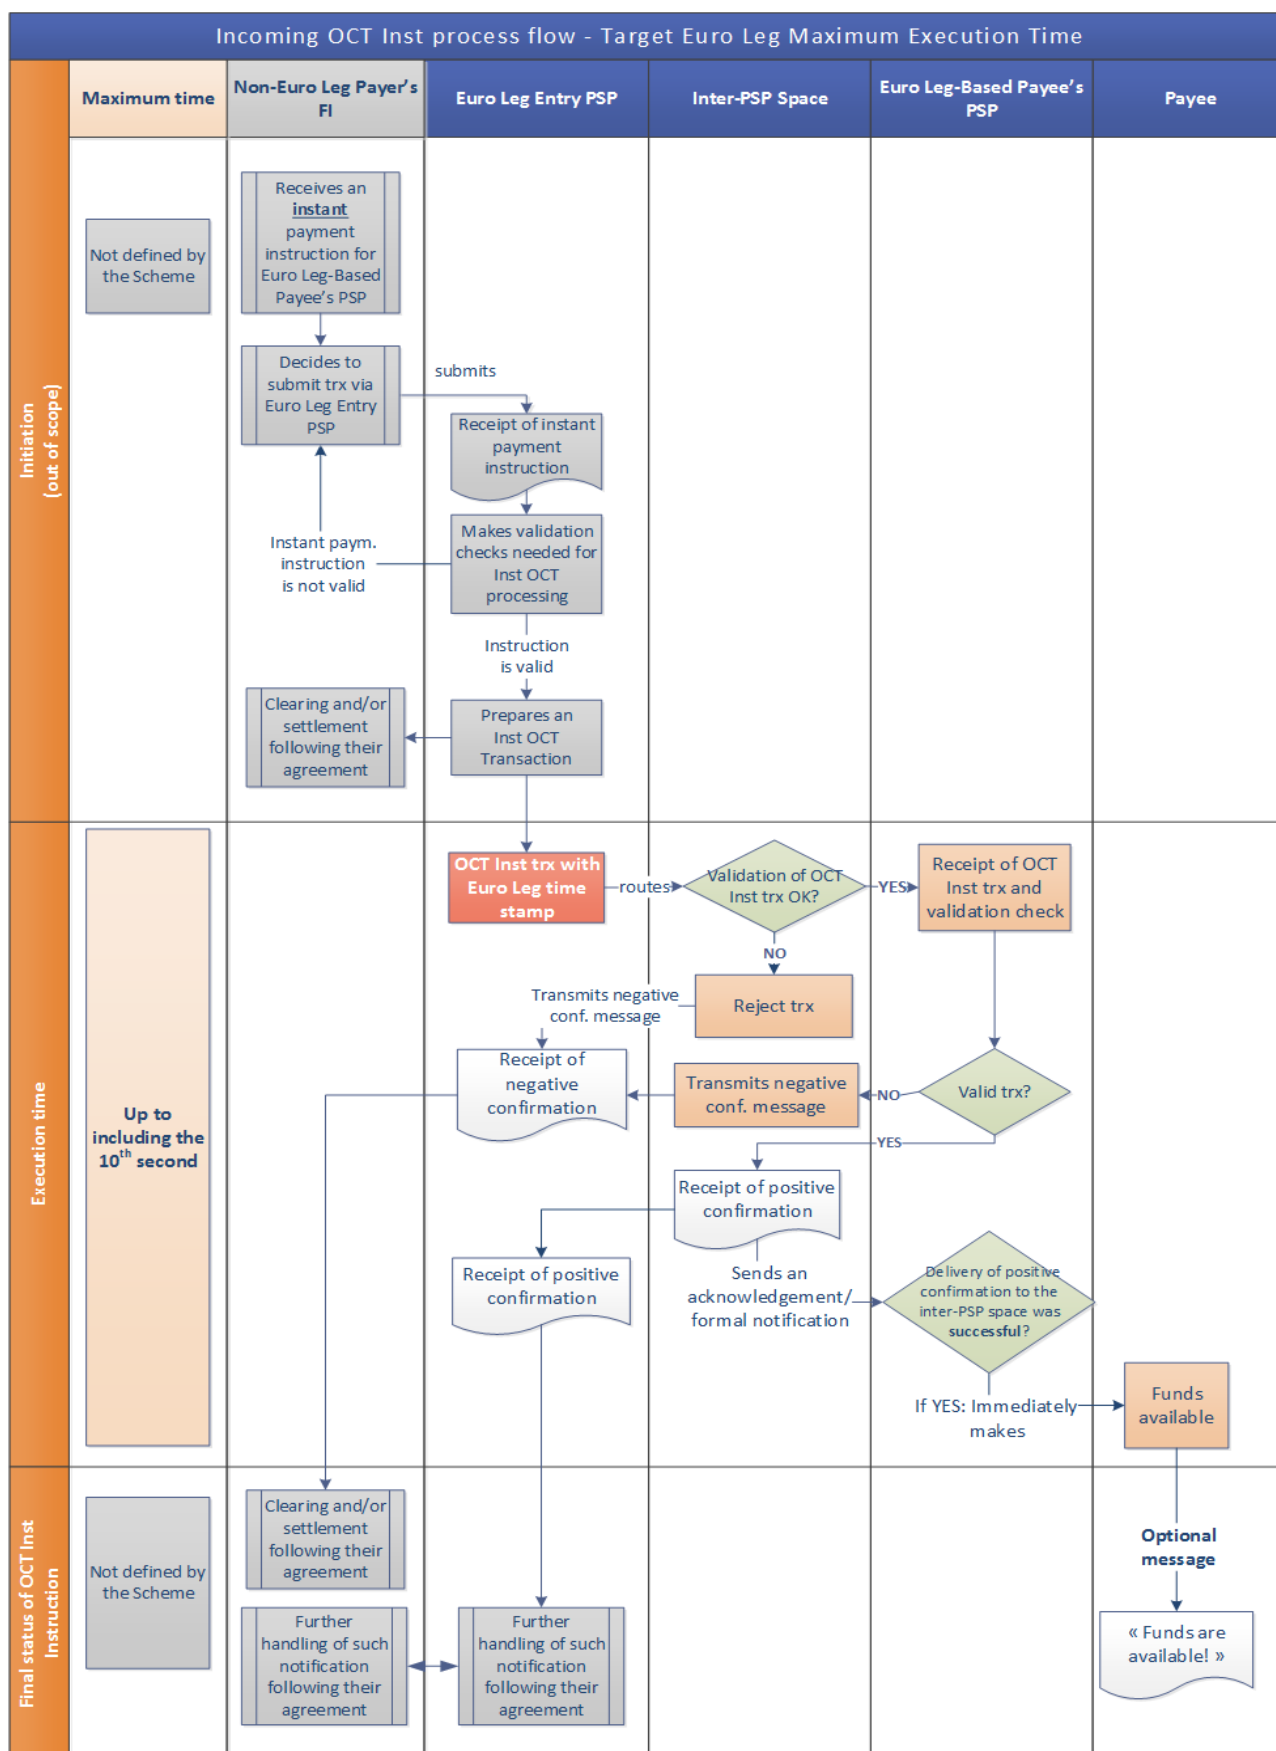 Incoming OCT Inst process flow - Target Euro Leg Maximum Execution Time
Maximum time
Non-Euro Leg Payer's
FI
Euro Leg Entry PSP
Inter-PSP Space
Euro Leg-Based Payee's
PSP
Payee
Initiation
(out of scope)
Not defined by
the Scheme
Receives an
instant
payment
instruction for
Euro Leg-Based
Payee's PSP
Decides to
submit trx via
Euro Leg Entry
PSP
submits
Receipt of instant
payment
instruction
Makes validation
checks needed for
Inst OCT
processing
Instant paym.
instruction
is not valid
Instruction
is valid
Clearing and/or
settlement
following their
agreement
Prepares an
Inst OCT
Transaction
Execution time
Up to
including the
10th second
OCT Inst trx with
Euro Leg time
stamp
routes
Validation of OCT
Inst trx OK?
YES
Receipt of OCT
Inst trx and
validation check
NO
Reject trx
Transmits negative
conf. message
Receipt of
negative
confirmation
Transmits negative
conf. message
NO
Valid trx?
YES
Receipt of positive
confirmation
Receipt of positive
confirmation
Sends an
acknowledgement/
formal notification
Delivery of positive
confirmation to the
inter-PSP space was
successful?
If YES: Immediately
makes
Funds
available
Final status of OCT Inst
Instruction
Not defined by
the Scheme
Clearing and/or
settlement
following their
agreement
Further
handling of such
notification
following their
agreement
Further
handling of such
notification
following their
agreement
Optional
message
« Funds are
available! »